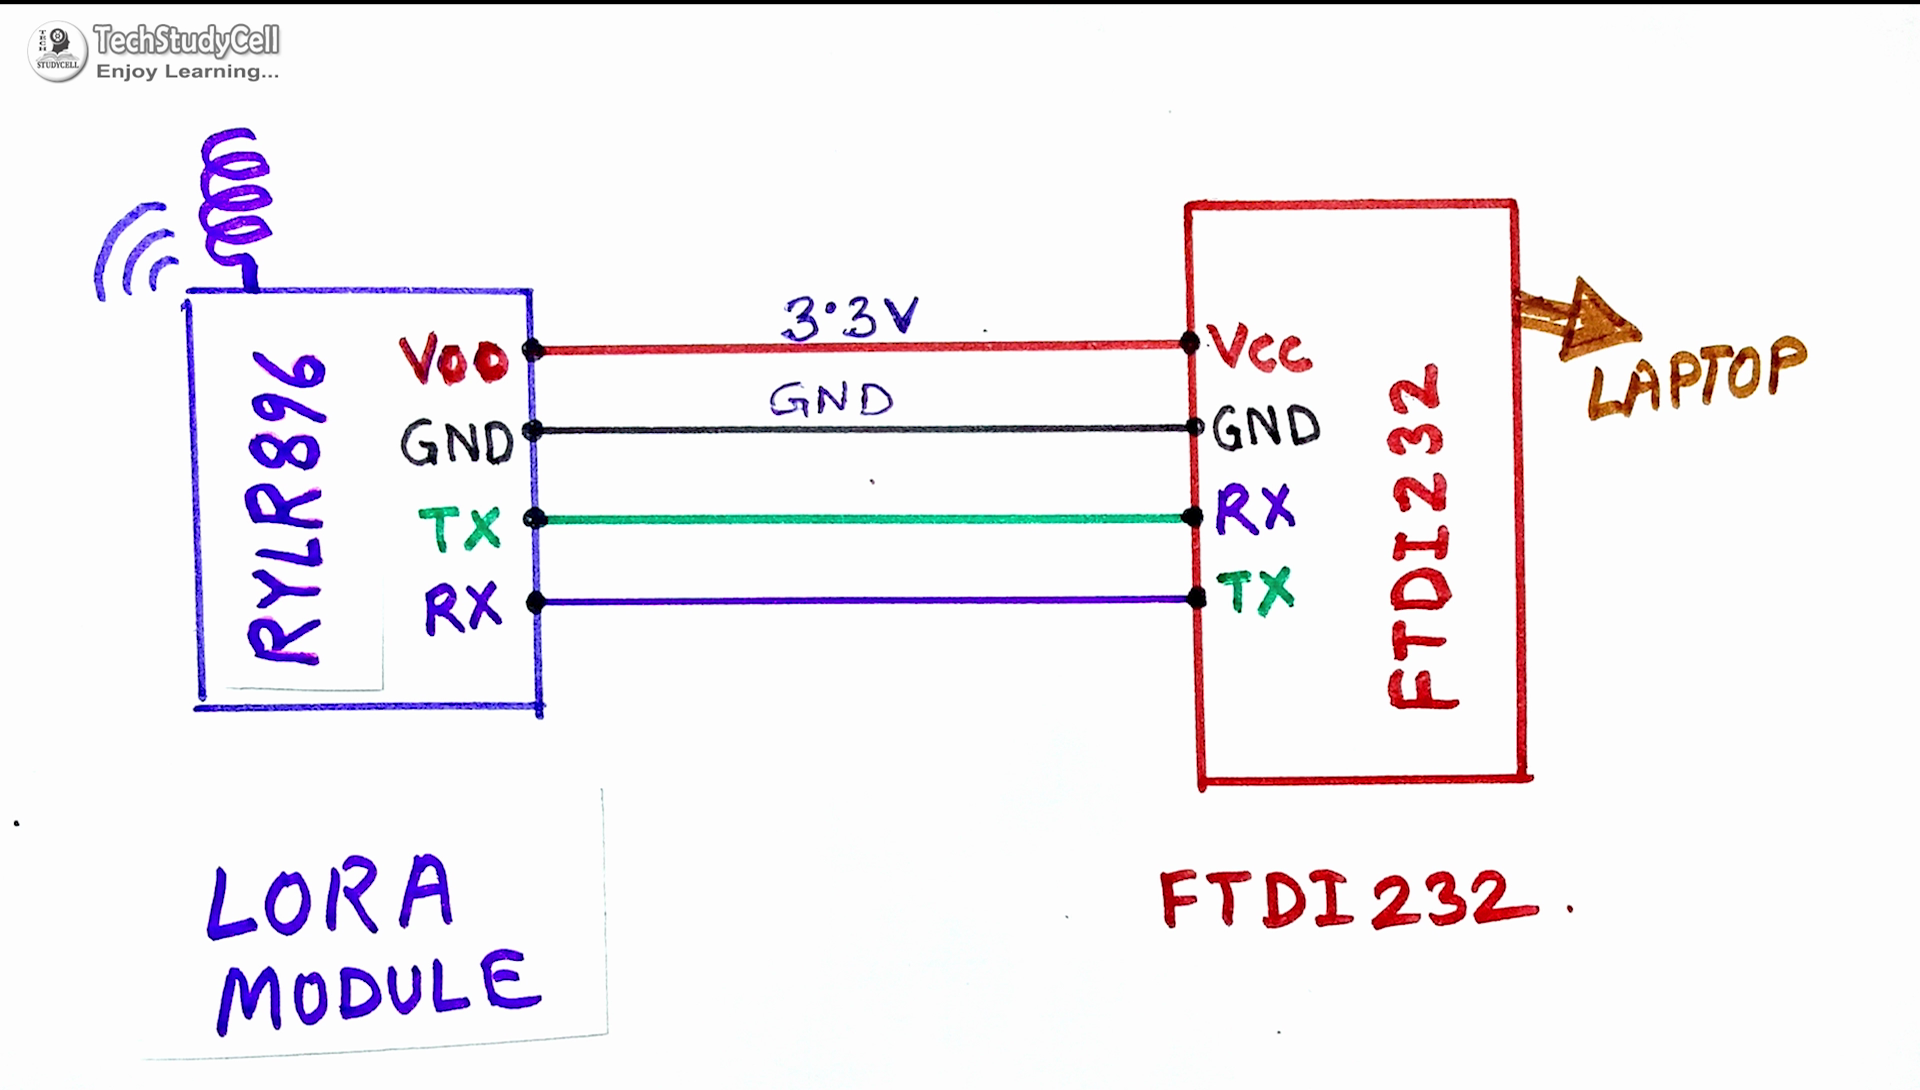 TechStudyCell
Enjoy Learning...
TECH
STUDYCELL
3.3V
VDD
VCC
GND
GND
GND
TX
RX
RX
TX
RYLR896
FTDI232
LAPTOP
LORA
MODULE
FTDI232.